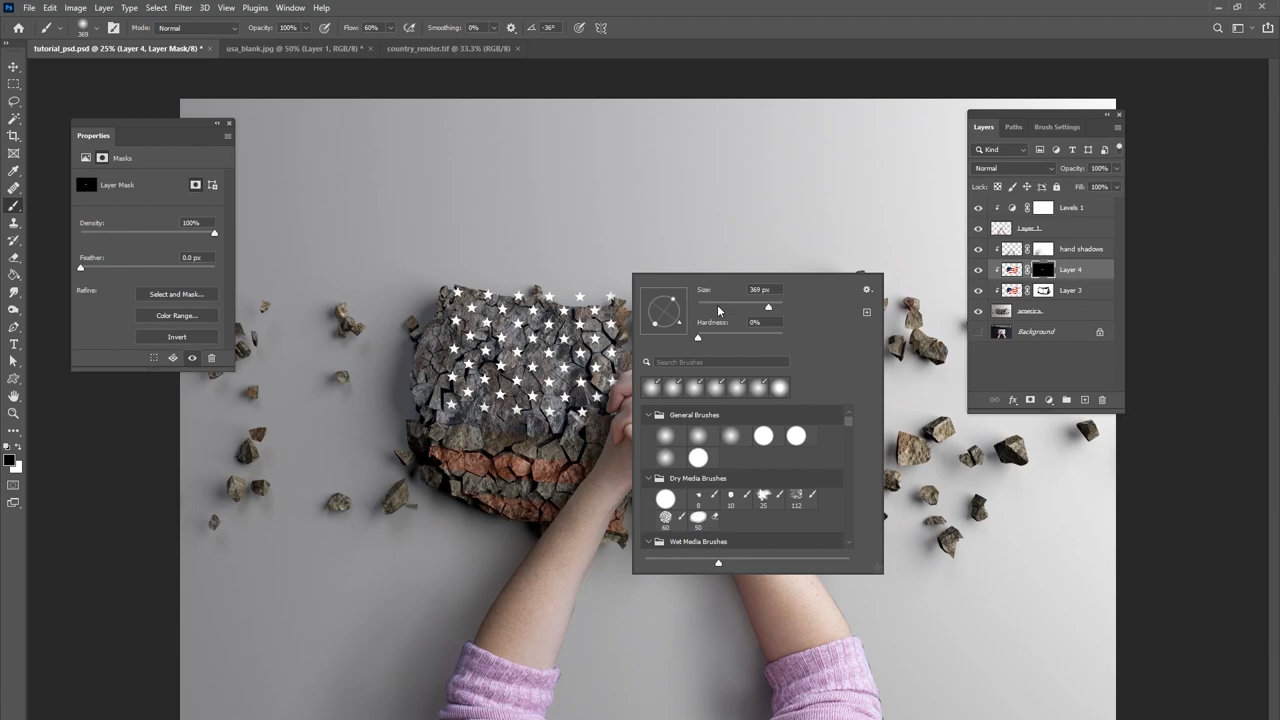 Ps File Edit Image Layer Type Select Filter 3D View Plugins Window Help
369 Mode: Normal Opacity: 100% Flow: 60% Smoothing: 0% -36°
tutorial_psd.psd @ 25% (Layer 4, Layer Mask/8) * × usa_blank.jpg @ 50% (Layer 1, RGB/8) * × country_render.tif @ 33.3% (RGB/8) ×
Properties
Masks
Layer Mask
Density: 100%
Feather: 0.0 px
Refine: Select and Mask...
Color Range...
Invert
Size: 369 px
Hardness: 0%
Search Brushes
General Brushes
Dry Media Brushes
8 10 25 112
60 50
Wet Media Brushes
Layers Paths Brush Settings
Kind
Normal Opacity: 100%
Lock: Fill: 100%
Levels 1
Layer 1
hand shadows
Layer 4
Layer 3
america
Background